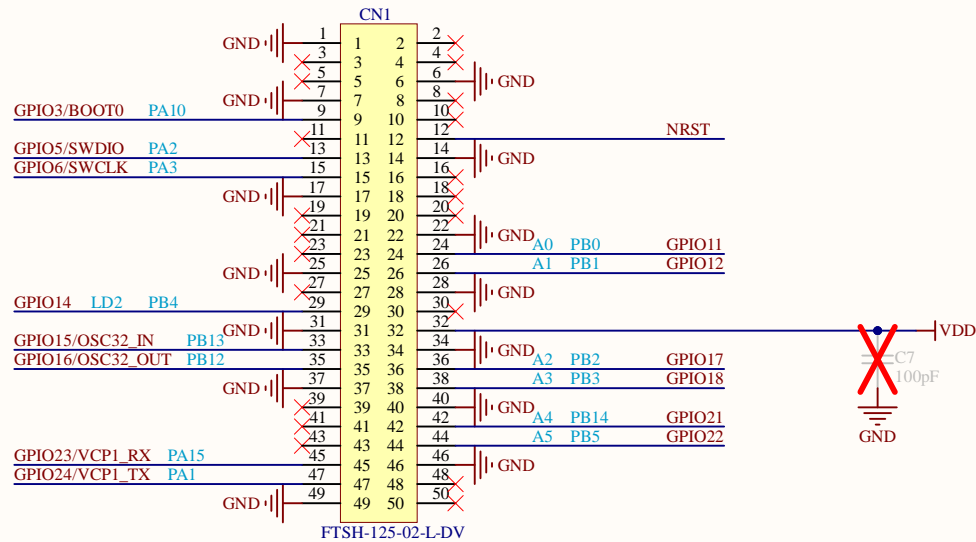 CN1
GND 1 1 2 2
3 3 4 4
5 5 6 6 GND
GND 7 7 8 8
GPIO3/BOOT0 PA10 9 9 10 10
11 11 12 12 NRST
GPIO5/SWDIO PA2 13 13 14 14 GND
GPIO6/SWCLK PA3 15 15 16 16
GND 17 17 18 18
19 19 20 20
21 21 22 22 GND
23 23 24 24 A0 PB0 GPIO11
GND 25 25 26 26 A1 PB1 GPIO12
27 27 28 28 GND
GPIO14 LD2 PB4 29 29 30 30
GND 31 31 32 32 VDD
GPIO15/OSC32_IN PB13 33 33 34 34 GND
GPIO16/OSC32_OUT PB12 35 35 36 36 A2 PB2 GPIO17 C7
GND 37 37 38 38 A3 PB3 GPIO18 100pF
39 39 40 40 GND
41 41 42 42 A4 PB14 GPIO21
GND
43 43 44 44 A5 PB5 GPIO22
GPIO23/VCP1_RX PA15 45 45 46 46 GND
GPIO24/VCP1_TX PA1 47 47 48 48
GND 49 49 50 50
FTSH-125-02-L-DV